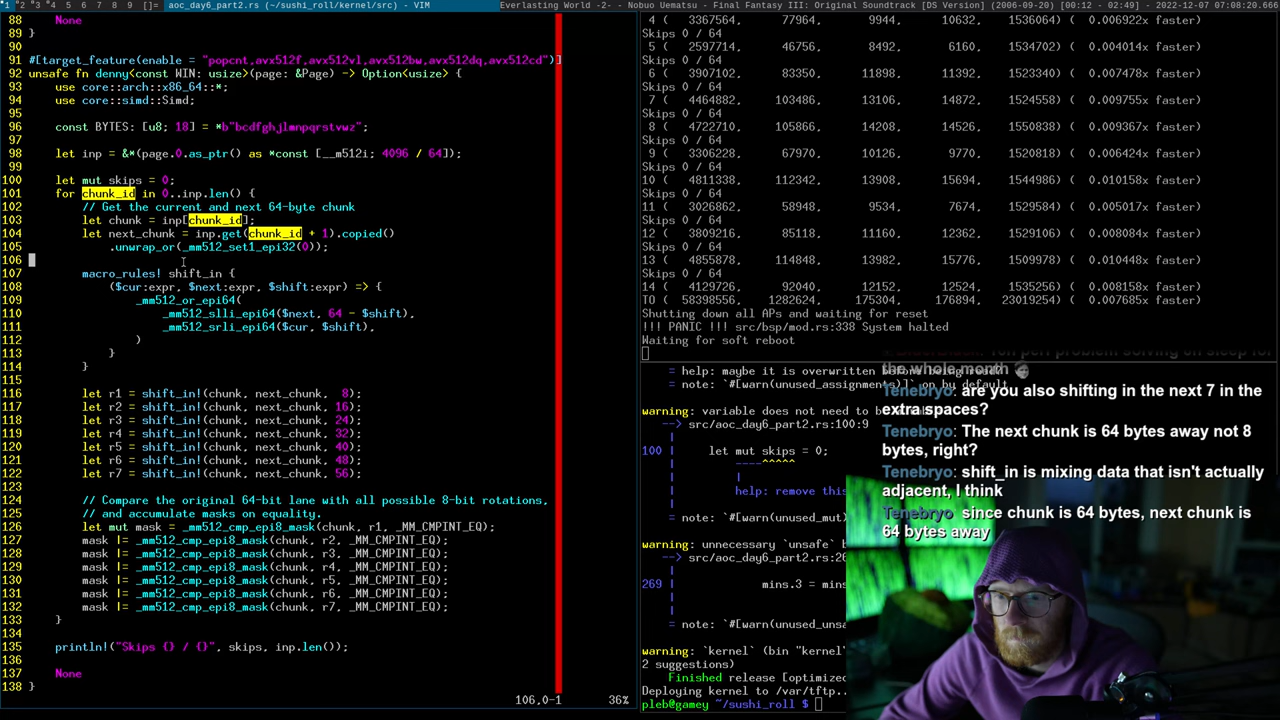 1 2 3 4 5 6 7 8 9 []= aoc_day6_part2.rs (~/sushi_roll/kernel/src) - VIM
Everlasting World -2- - Nobuo Uematsu - Final Fantasy III: Original Soundtrack [DS Version] (2006-09-20) [00:12 - 02:49] - 2022-12-07 07:08:20.666
88     None
89 }
90
91 #[target_feature(enable = "popcnt,avx512f,avx512vl,avx512bw,avx512dq,avx512cd")]
92 unsafe fn denny<const WIN: usize>(page: &Page) -> Option<usize> {
93     use core::arch::x86_64::*;
94     use core::simd::Simd;
95
96     const BYTES: [u8; 18] = *b"bcdfghjlmnpqrstvwz";
97
98     let inp = &*(page.0.as_ptr() as *const [__m512i; 4096 / 64]);
99
100     let mut skips = 0;
101     for chunk_id in 0..inp.len() {
102         // Get the current and next 64-byte chunk
103         let chunk = inp[chunk_id];
104         let next_chunk = inp.get(chunk_id + 1).copied()
105             .unwrap_or(_mm512_set1_epi32(0));
106
107         macro_rules! shift_in {
108             ($cur:expr, $next:expr, $shift:expr) => {
109                 _mm512_or_epi64(
110                     _mm512_slli_epi64($next, 64 - $shift),
111                     _mm512_srli_epi64($cur, $shift),
112                 )
113             }
114         }
115
116         let r1 = shift_in!(chunk, next_chunk,  8);
117         let r2 = shift_in!(chunk, next_chunk, 16);
118         let r3 = shift_in!(chunk, next_chunk, 24);
119         let r4 = shift_in!(chunk, next_chunk, 32);
120         let r5 = shift_in!(chunk, next_chunk, 40);
121         let r6 = shift_in!(chunk, next_chunk, 48);
122         let r7 = shift_in!(chunk, next_chunk, 56);
123
124         // Compare the original 64-bit lane with all possible 8-bit rotations,
125         // and accumulate masks on equality.
126         let mut mask = _mm512_cmp_epi8_mask(chunk, r1, _MM_CMPINT_EQ);
127         mask |= _mm512_cmp_epi8_mask(chunk, r2, _MM_CMPINT_EQ);
128         mask |= _mm512_cmp_epi8_mask(chunk, r3, _MM_CMPINT_EQ);
129         mask |= _mm512_cmp_epi8_mask(chunk, r4, _MM_CMPINT_EQ);
130         mask |= _mm512_cmp_epi8_mask(chunk, r5, _MM_CMPINT_EQ);
131         mask |= _mm512_cmp_epi8_mask(chunk, r6, _MM_CMPINT_EQ);
132         mask |= _mm512_cmp_epi8_mask(chunk, r7, _MM_CMPINT_EQ);
133     }
134
135     println!("Skips {} / {}", skips, inp.len());
136
137     None
138 }
106,0-1 36%
4 ( 3367564, 77964, 9944, 10632, 1536064) ( 0.006922x faster)
Skips 0 / 64
5 ( 2597714, 46756, 8492, 6160, 1534702) ( 0.004014x faster)
Skips 0 / 64
6 ( 3907102, 83350, 11898, 11392, 1523340) ( 0.007478x faster)
Skips 0 / 64
7 ( 4464882, 103486, 13106, 14872, 1524558) ( 0.009755x faster)
Skips 0 / 64
8 ( 4722710, 105866, 14208, 14526, 1550838) ( 0.009367x faster)
Skips 0 / 64
9 ( 3306228, 67970, 10126, 9770, 1520818) ( 0.006424x faster)
Skips 0 / 64
10 ( 4811338, 112342, 13908, 15694, 1544986) ( 0.010158x faster)
Skips 0 / 64
11 ( 3026862, 58948, 9534, 7674, 1529584) ( 0.005017x faster)
Skips 0 / 64
12 ( 3809216, 85118, 11160, 12362, 1529106) ( 0.008084x faster)
Skips 0 / 64
13 ( 4855878, 114848, 13982, 15776, 1509978) ( 0.010448x faster)
Skips 0 / 64
14 ( 4129726, 92040, 12212, 12524, 1535256) ( 0.008158x faster)
TO ( 58398556, 1282624, 175304, 176894, 23019254) ( 0.007685x faster)
Shutting down all APs and waiting for reset
!!! PANIC !!! src/bsp/mod.rs:338 System halted
Waiting for soft reboot
= help: maybe it is overwritten before being
= note: `#[warn(unused_assignments)]` on by default
warning: variable does not need to be
--> src/aoc_day6_part2.rs:100:9
100 | let mut skips = 0;
----^^^^^
help: remove this
= note: `#[warn(unused_mut)
warning: unnecessary `unsafe` b
--> src/aoc_day6_part2.rs:26
269 | mins.3 = mins
= note: `#[warn(unused_unsa
warning: `kernel` (bin "kernel"
2 suggestions)
Finished release [optimized
Deploying kernel to /var/tftp..
pleb@gamey ~/sushi_roll $
problem solving on sleep for
the whole month
Tenebryo: are you also shifting in the next 7 in the
extra spaces?
Tenebryo: The next chunk is 64 bytes away not 8
bytes, right?
Tenebryo: shift_in is mixing data that isn't actually
adjacent, I think
Tenebryo: since chunk is 64 bytes, next chunk is
64 bytes away